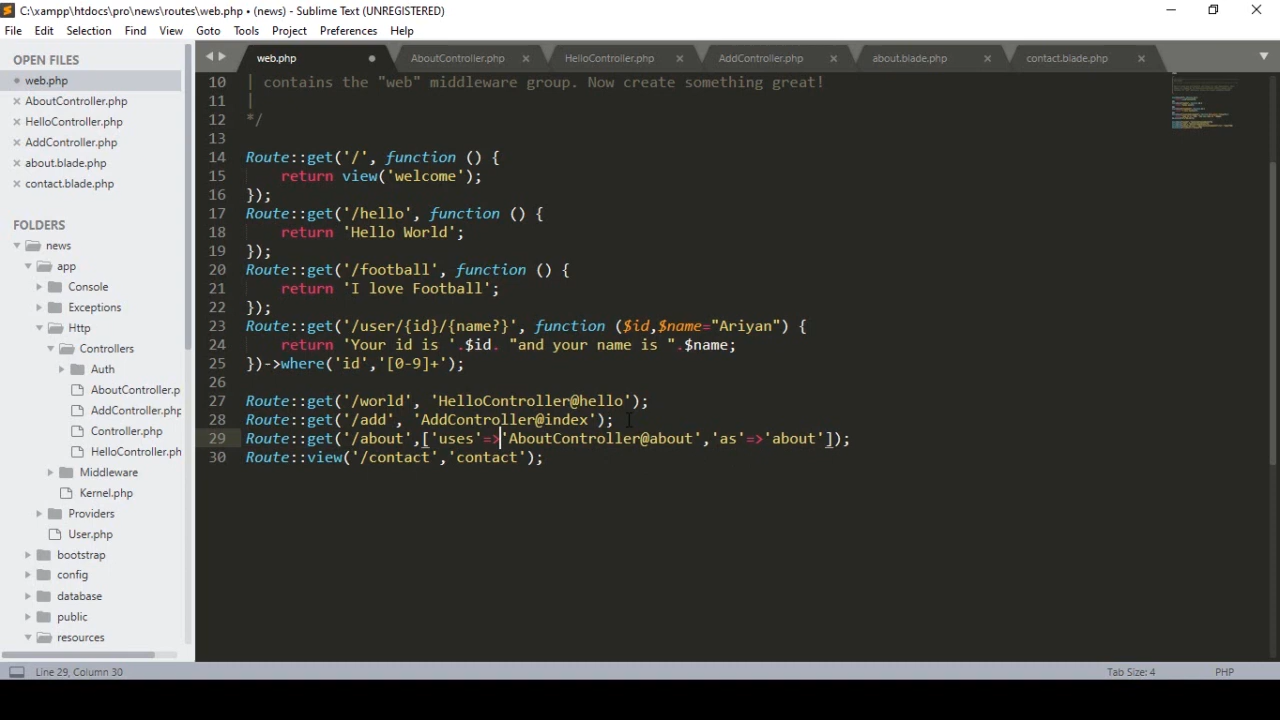 C:\xampp\htdocs\pro\news\routes\web.php • (news) - Sublime Text (UNREGISTERED)
File Edit Selection Find View Goto Tools Project Preferences Help
OPEN FILES
web.php
AboutController.php
HelloController.php
AddController.php
about.blade.php
contact.blade.php
FOLDERS
news
app
Console
Exceptions
Http
Controllers
Auth
AboutController.p
AddController.php
Controller.php
HelloController.ph
Middleware
Kernel.php
Providers
User.php
bootstrap
config
database
public
resources
web.php AboutController.php HelloController.php AddController.php about.blade.php contact.blade.php
10 | contains the "web" middleware group. Now create something great!
11 |
12 */
13
14 Route::get('/', function () {
15     return view('welcome');
16 });
17 Route::get('/hello', function () {
18     return 'Hello World';
19 });
20 Route::get('/football', function () {
21     return 'I love Football';
22 });
23 Route::get('/user/{id}/{name?}', function ($id,$name="Ariyan") {
24     return 'Your id is '.$id. "and your name is ".$name;
25 })->where('id','[0-9]+');
26
27 Route::get('/world', 'HelloController@hello');
28 Route::get('/add', 'AddController@index');
29 Route::get('/about',['uses'=>'AboutController@about','as'=>'about']);
30 Route::view('/contact','contact');
Line 29, Column 30 Tab Size: 4 PHP